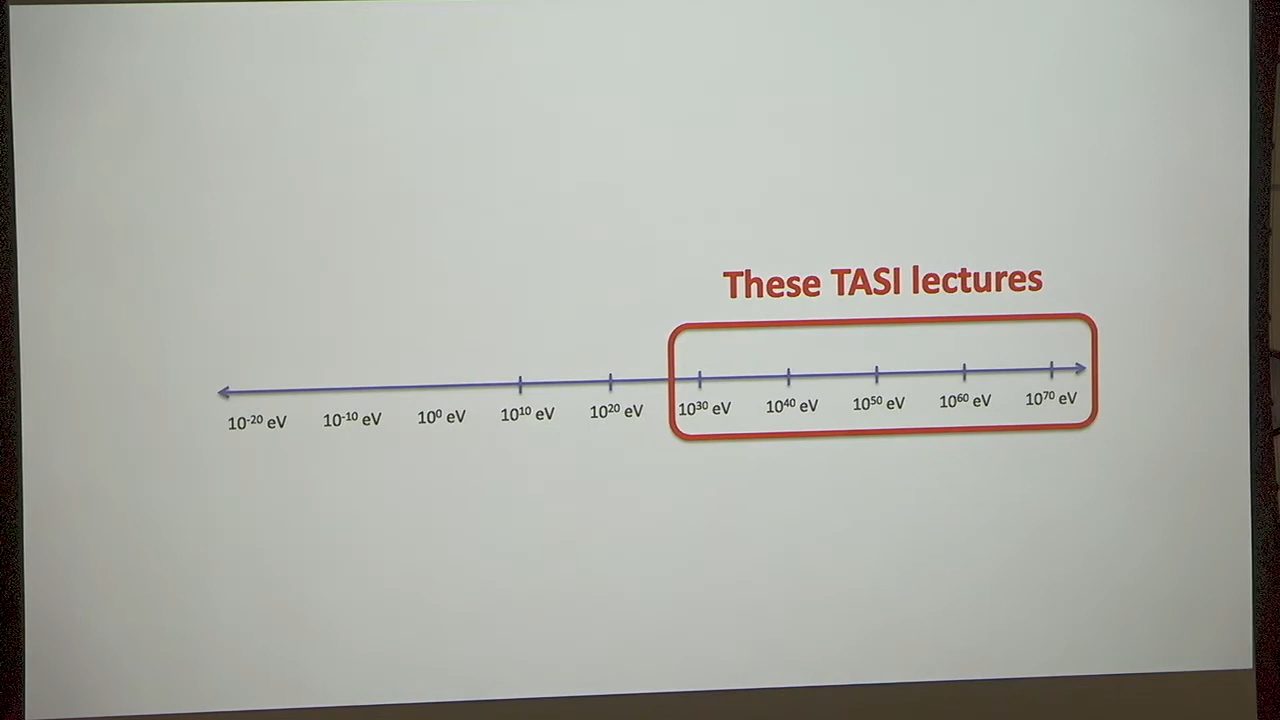 These TASI lectures
10⁻²⁰ eV 10⁻¹⁰ eV 10⁰ eV 10¹⁰ eV 10²⁰ eV 10³⁰ eV 10⁴⁰ eV 10⁵⁰ eV 10⁶⁰ eV 10⁷⁰ eV